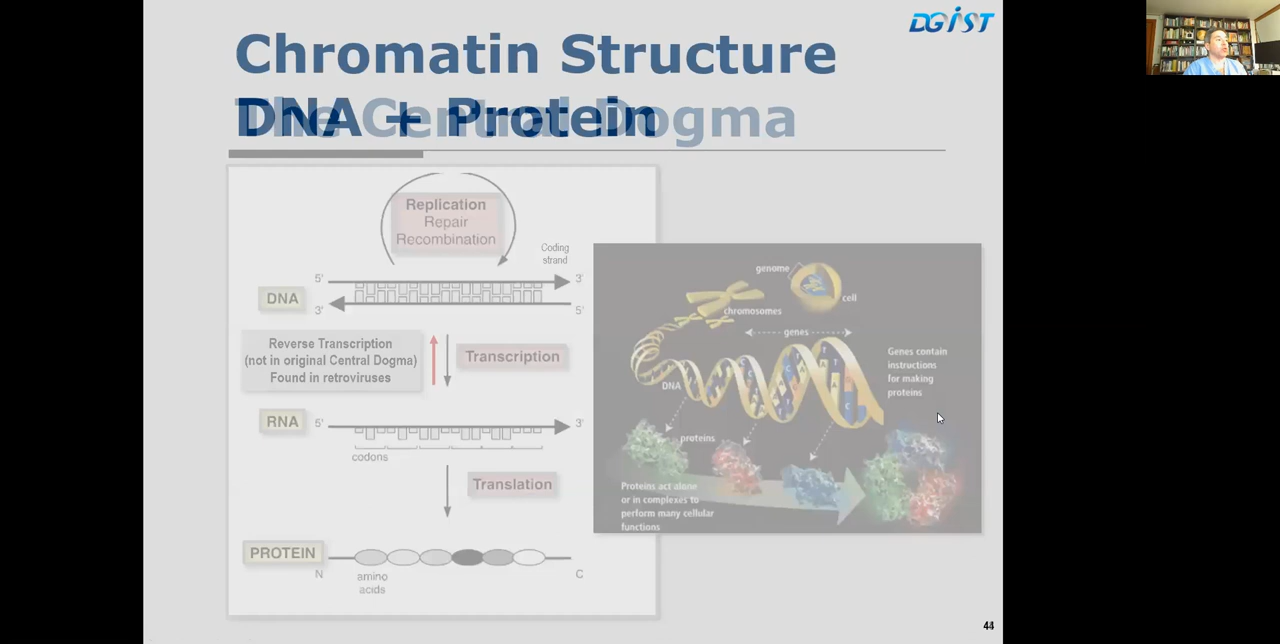 DGIST
Chromatin Structure
DNA + Protein
The Central Dogma
Replication
Repair
Recombination
Coding
strand
5'
3'
DNA
3'
5'
Reverse Transcription
(not in original Central Dogma)
Found in retroviruses
Transcription
RNA
5'
3'
codons
Translation
PROTEIN
N
C
amino
acids
genome
cell
chromosomes
genes
DNA
Genes contain
instructions
for making
proteins
proteins
Proteins act alone
or in complexes to
perform many cellular
functions